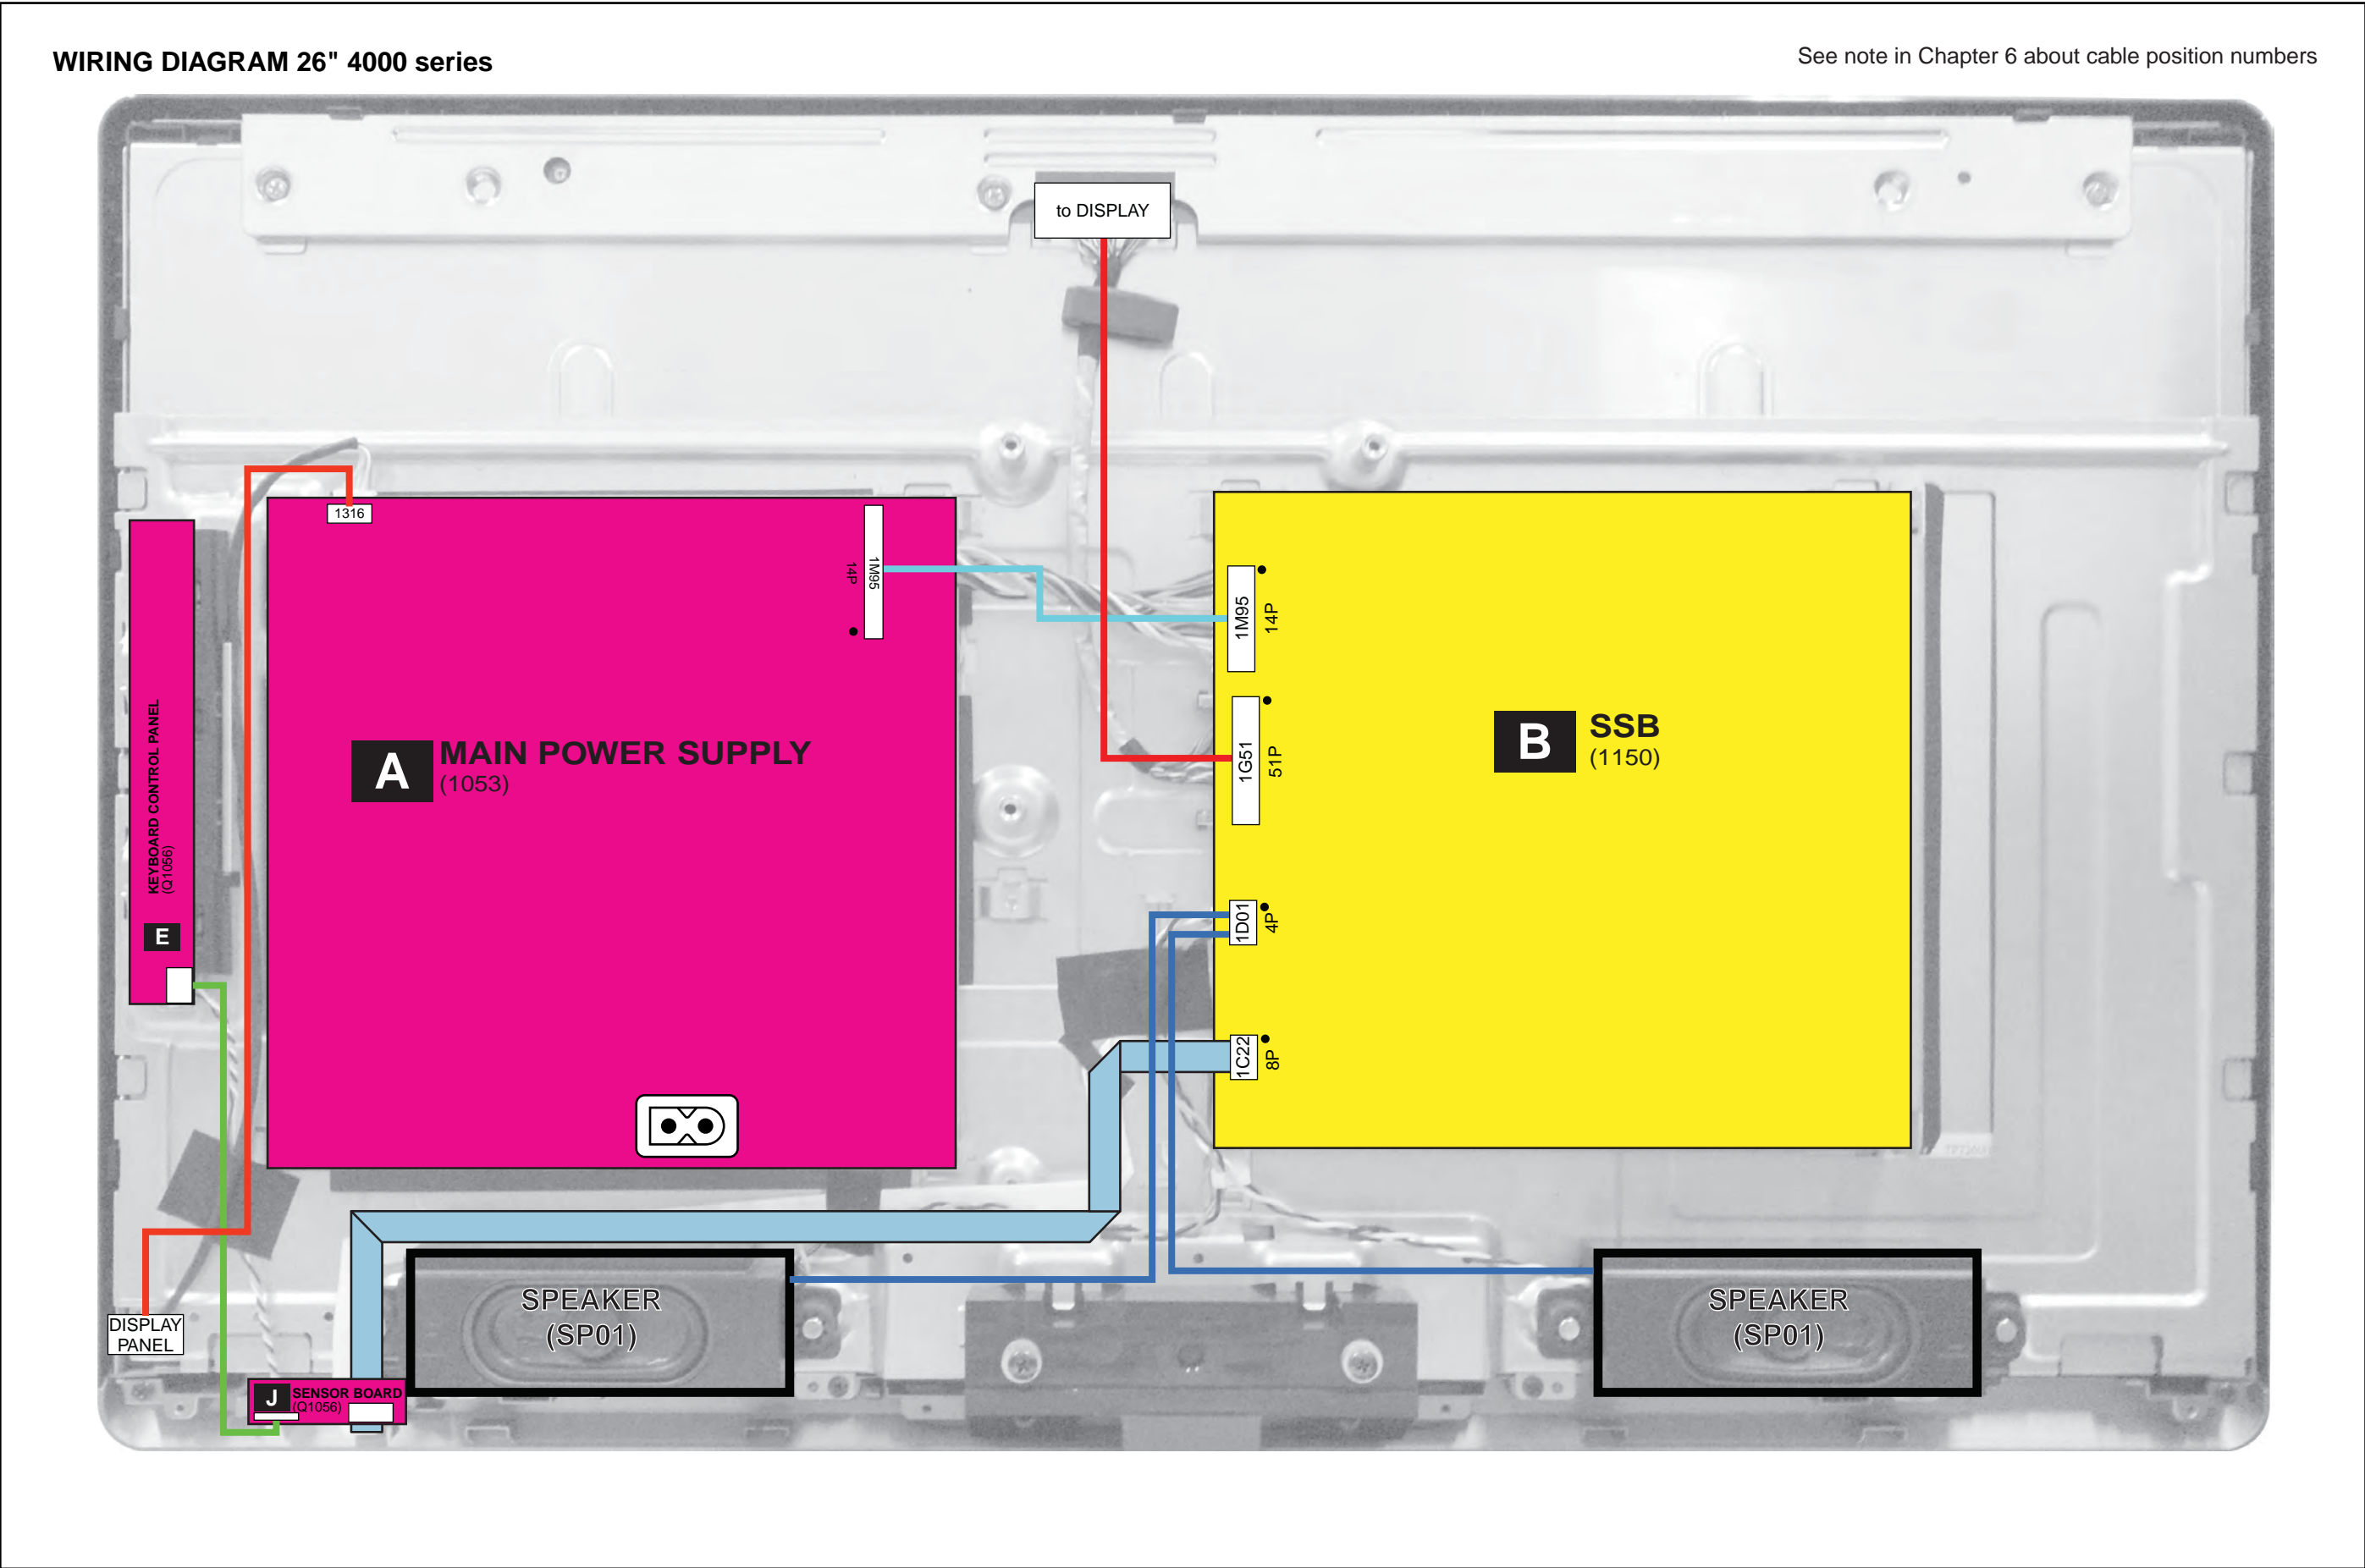 WIRING DIAGRAM 26" 4000 series
See note in Chapter 6 about cable position numbers
to DISPLAY
1316
1M95
14P
1M95
14P
A
MAIN POWER SUPPLY
(1053)
B
SSB
(1150)
1G51
51P
KEYBOARD CONTROL PANEL
(Q1056)
E
1D01
4P
1C22
8P
SPEAKER
(SP01)
SPEAKER
(SP01)
DISPLAY
PANEL
J
SENSOR BOARD
(Q1056)